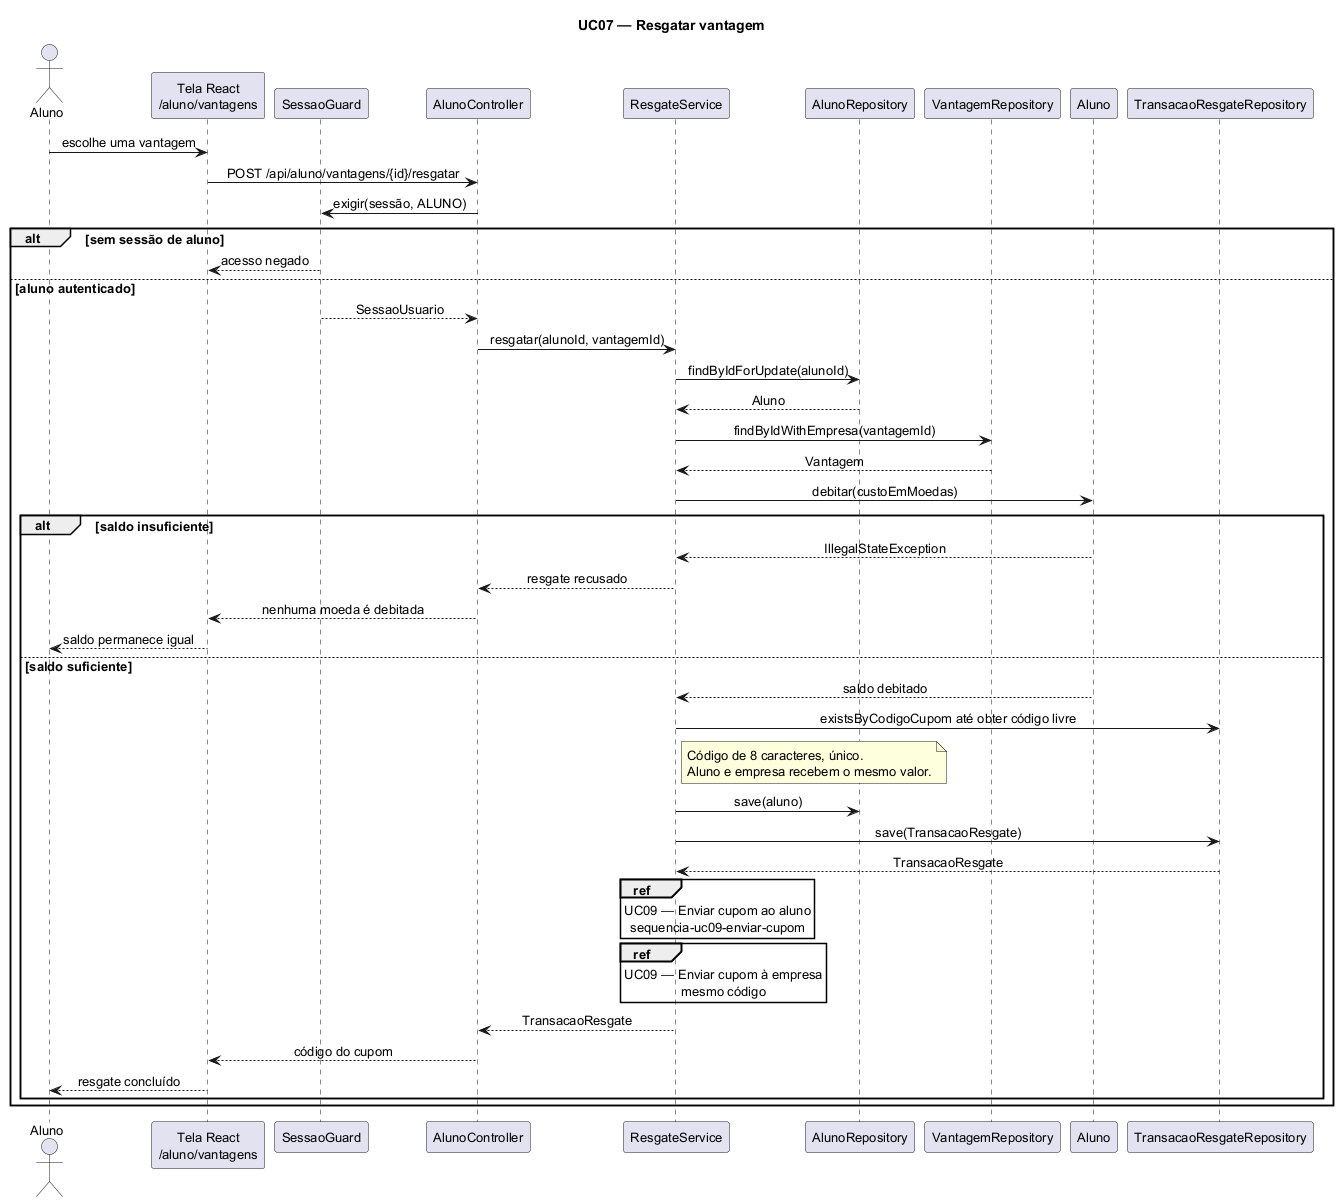 UC07 — Resgatar vantagem
Aluno
Tela React
/aluno/vantagens
SessaoGuard
AlunoController
ResgateService
AlunoRepository
VantagemRepository
Aluno
TransacaoResgateRepository
escolhe uma vantagem
POST /api/aluno/vantagens/{id}/resgatar
exigir(sessão, ALUNO)
alt [sem sessão de aluno]
acesso negado
[aluno autenticado]
SessaoUsuario
resgatar(alunoId, vantagemId)
findByIdForUpdate(alunoId)
Aluno
findByIdWithEmpresa(vantagemId)
Vantagem
debitar(custoEmMoedas)
alt [saldo insuficiente]
IllegalStateException
resgate recusado
nenhuma moeda é debitada
saldo permanece igual
[saldo suficiente]
saldo debitado
existsByCodigoCupom até obter código livre
Código de 8 caracteres, único.
Aluno e empresa recebem o mesmo valor.
save(aluno)
save(TransacaoResgate)
TransacaoResgate
ref
UC09 — Enviar cupom ao aluno
sequencia-uc09-enviar-cupom
ref
UC09 — Enviar cupom à empresa
mesmo código
TransacaoResgate
código do cupom
resgate concluído
Aluno
Tela React
/aluno/vantagens
SessaoGuard
AlunoController
ResgateService
AlunoRepository
VantagemRepository
Aluno
TransacaoResgateRepository